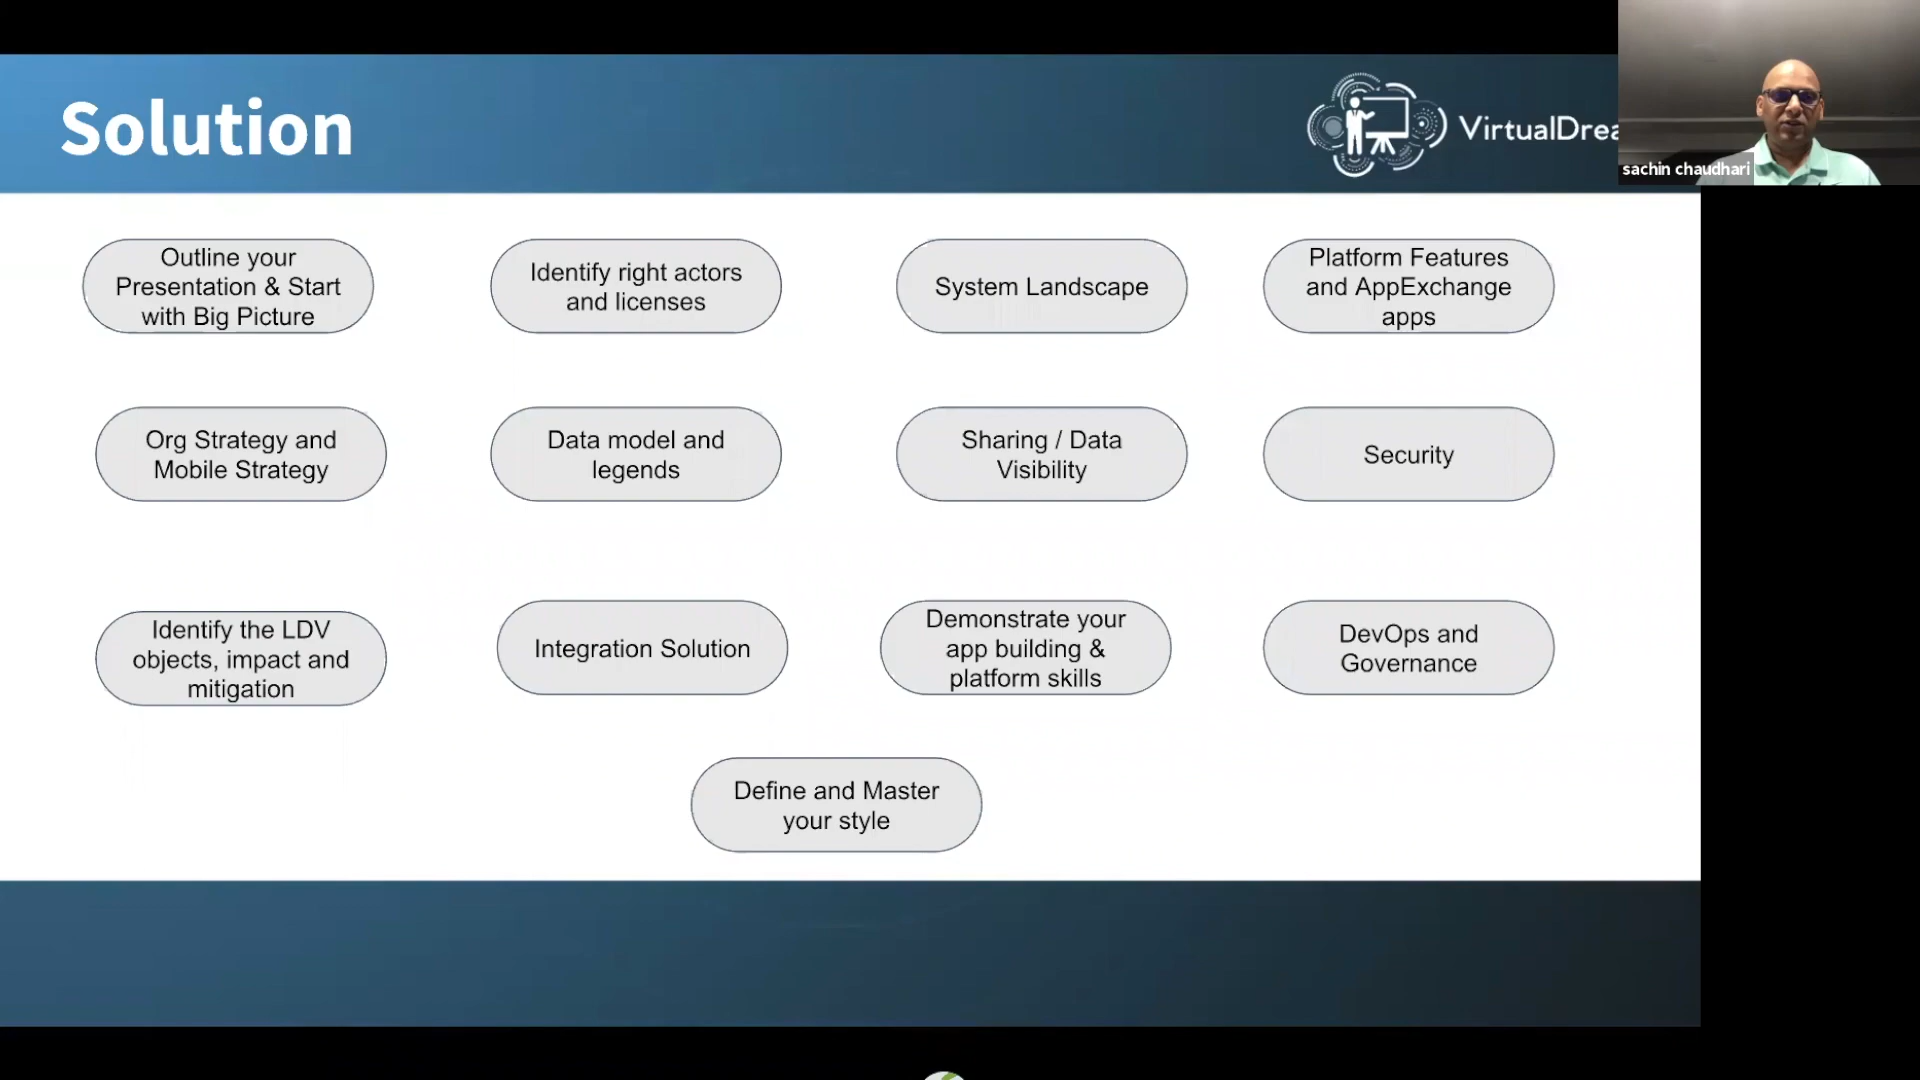 Solution
VirtualDrea
sachin chaudhari
Outline your
Presentation & Start
with Big Picture
Identify right actors
and licenses
System Landscape
Platform Features
and AppExchange
apps
Org Strategy and
Mobile Strategy
Data model and
legends
Sharing / Data
Visibility
Security
Identify the LDV
objects, impact and
mitigation
Integration Solution
Demonstrate your
app building &
platform skills
DevOps and
Governance
Define and Master
your style